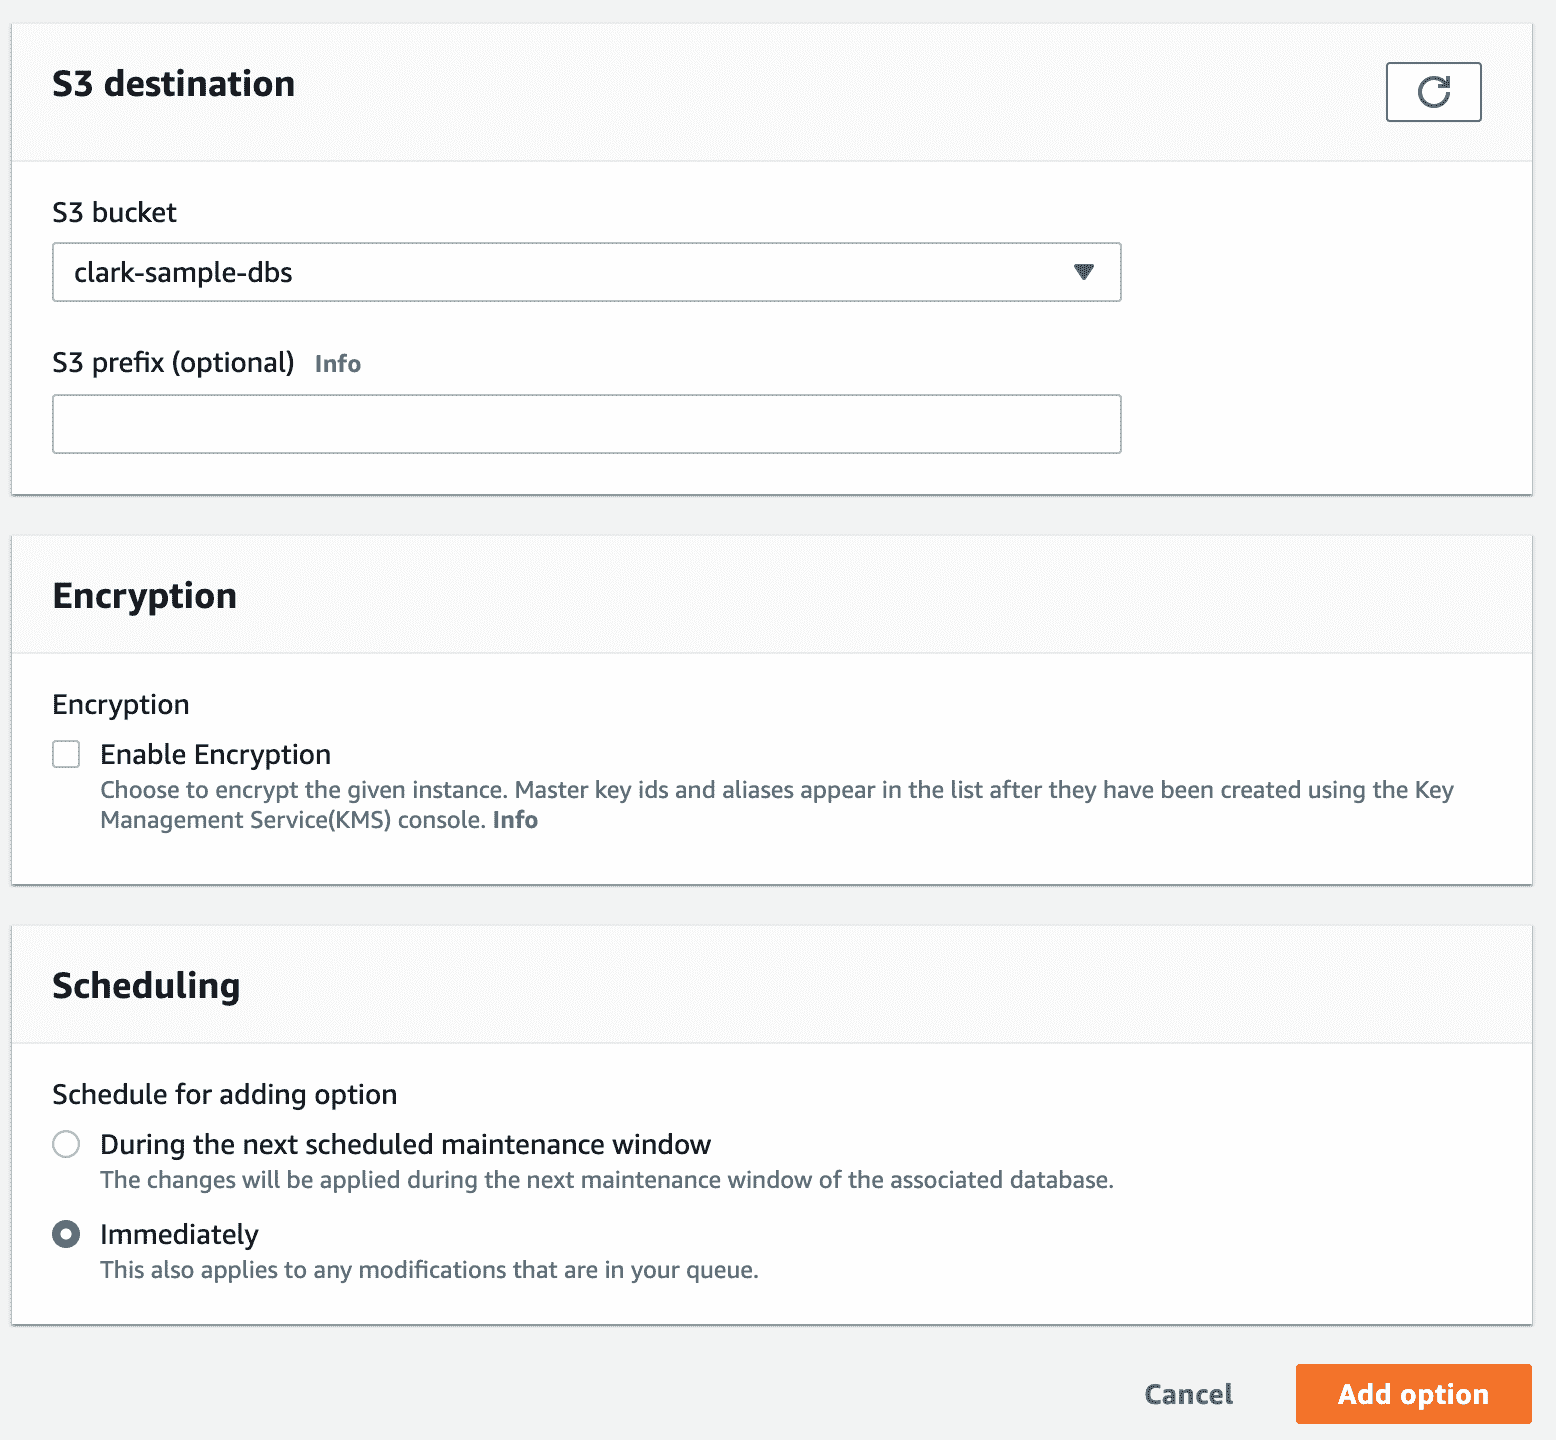 S3 destination
S3 bucket
clark-sample-dbs
S3 prefix (optional) Info
Encryption
Encryption
Enable Encryption
Choose to encrypt the given instance. Master key ids and aliases appear in the list after they have been created using the Key
Management Service(KMS) console. Info
Scheduling
Schedule for adding option
During the next scheduled maintenance window
The changes will be applied during the next maintenance window of the associated database.
Immediately
This also applies to any modifications that are in your queue.
Cancel Add option